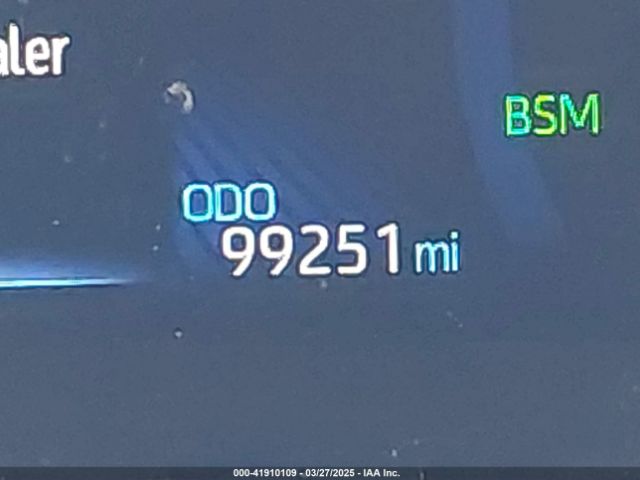 aler
BSM
ODO
99251 mi
000-41910109 - 03/27/2025 - IAA Inc.